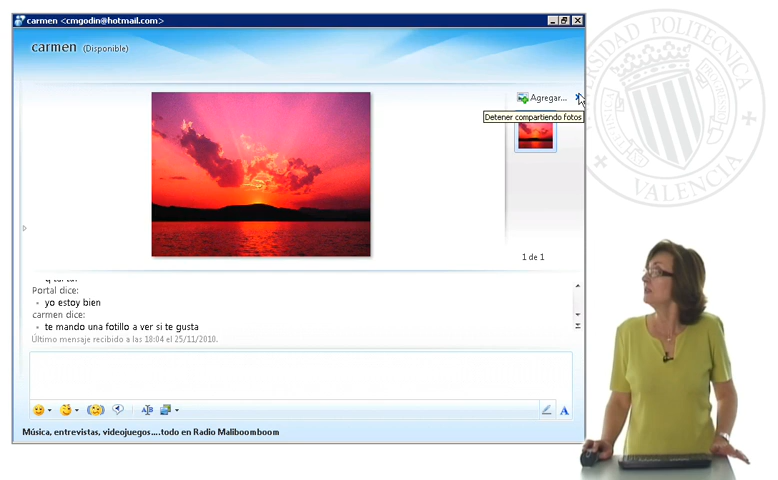 carmen <cmgodin@hotmail.com>
carmen (Disponible)
Agregar...
Detener compartiendo fotos
1 de 1
Portal dice:
• yo estoy bien
carmen dice:
• te mando una fotillo a ver si te gusta
Último mensaje recibido a las 18:04 el 25/11/2010.
Música, entrevistas, videojuegos....todo en Radio Maliboomboom
UNIVERSIDAD POLITECNICA
VALENCIA